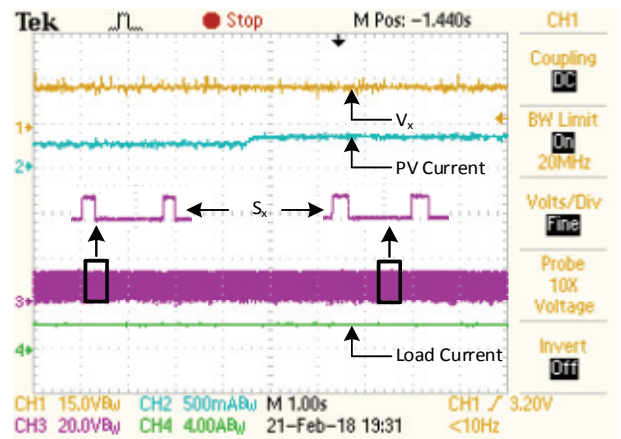 Tek Stop M Pos: -1.440s CH1
Coupling
DC
BW Limit
On
20MHz
Volts/Div
Fine
Probe
10X
Voltage
Invert
Off
1
Vx
PV Current
2
Sx
3
Load Current
4
CH1 15.0VBW CH2 500mABW M 1.00s CH1 / 3.20V
CH3 20.0VBW CH4 4.00ABW 21-Feb-18 19:31 <10Hz